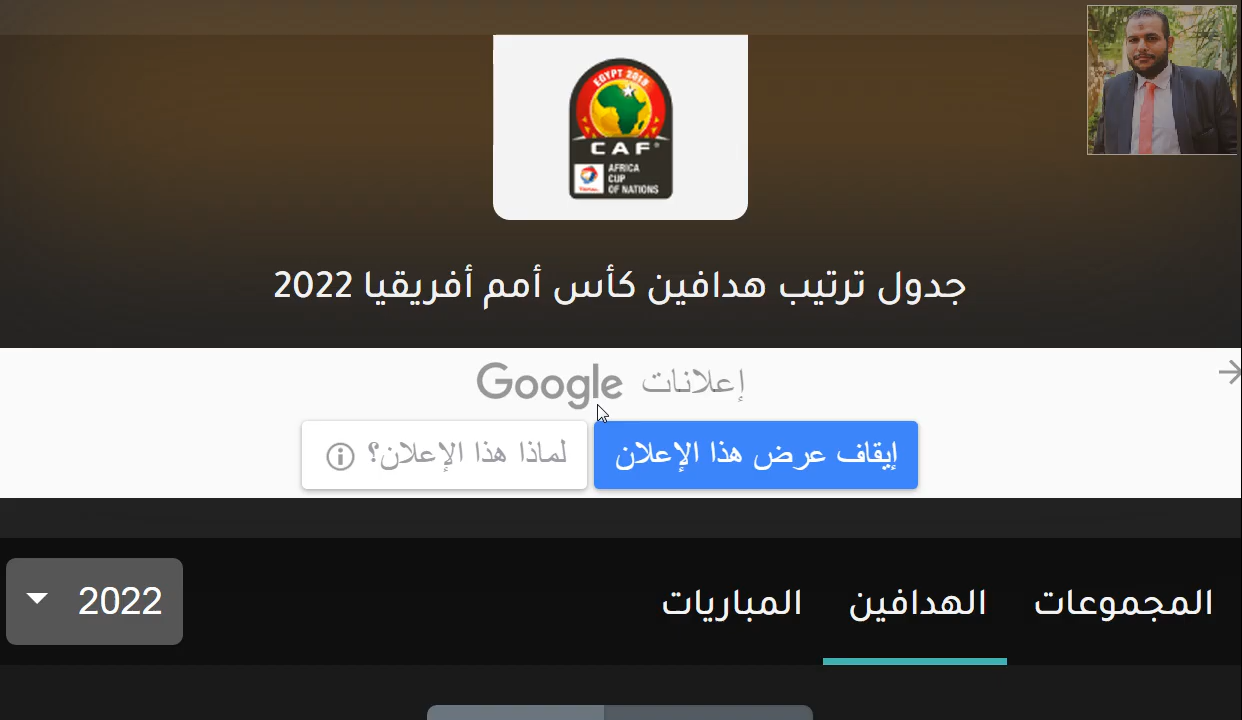 EGYPT 2019
CAF
TOTAL
AFRICA
CUP
OF NATIONS
جدول ترتيب هدافين كأس أمم أفريقيا 2022
إعلانات Google
إيقاف عرض هذا الإعلان
لماذا هذا الإعلان؟
المجموعات
الهدافين
المباريات
2022